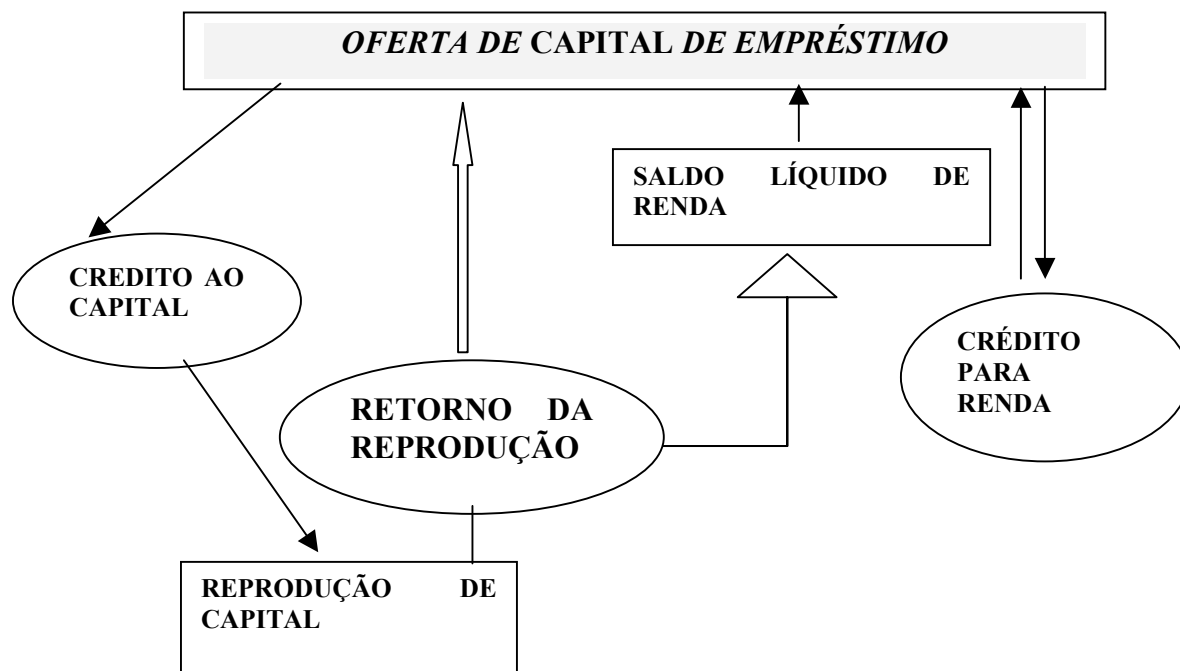 OFERTA DE CAPITAL DE EMPRÉSTIMO
SALDO LÍQUIDO DE
RENDA
CREDITO AO
CAPITAL
CRÉDITO
PARA
RENDA
RETORNO DA
REPRODUÇÃO
REPRODUÇÃO DE
CAPITAL